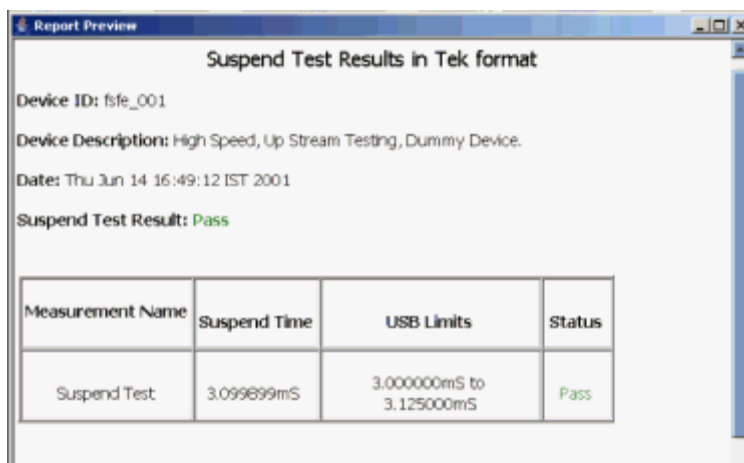 Report Preview
Suspend Test Results in Tek format
Device ID: fsfe_001
Device Description: High Speed, Up Stream Testing, Dummy Device.
Date: Thu Jun 14 16:49:12 IST 2001
Suspend Test Result: Pass
Measurement Name Suspend Time USB Limits Status
Suspend Test 3.099899mS 3.000000mS to 3.125000mS Pass